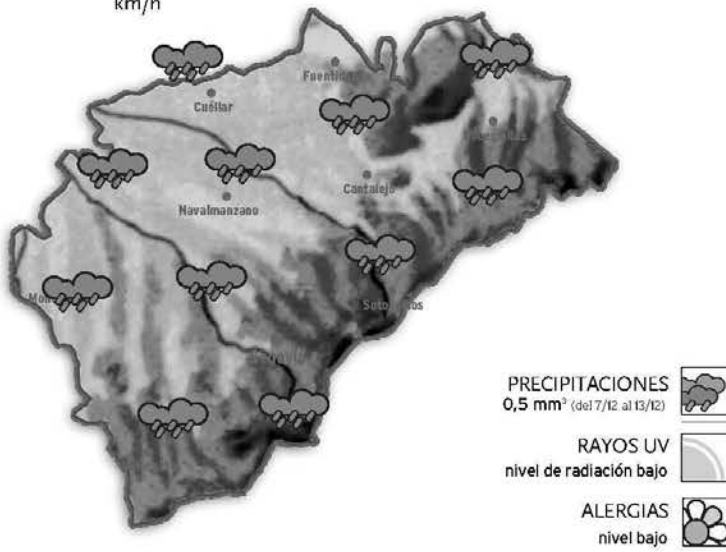 km/h
Fuentidu
Cuéllar
Cantalejo
Navalmanzano
PRECIPITACIONES
0,5 mm³ (del 7/12 al 13/12)
RAYOS UV
nivel de radiación bajo
ALERGIAS
nivel bajo